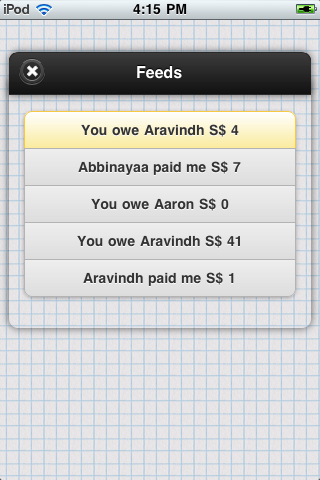 iPod 4:15 PM
Feeds
You owe Aravindh S$ 4
Abbinayaa paid me S$ 7
You owe Aaron S$ 0
You owe Aravindh S$ 41
Aravindh paid me S$ 1